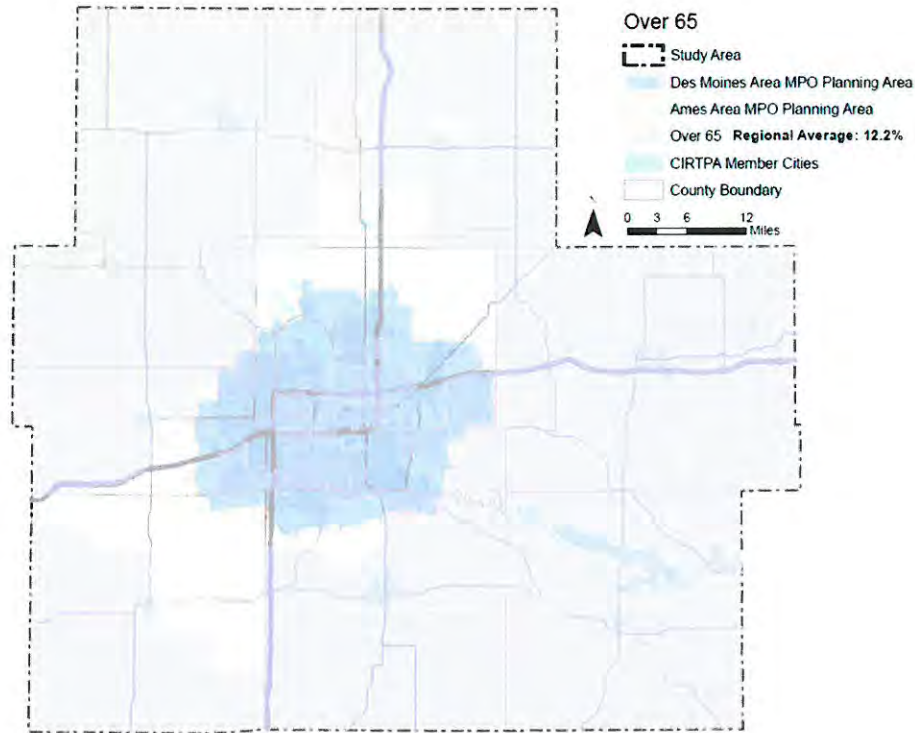 Over 65
Study Area
Des Moines Area MPO Planning Area
Ames Area MPO Planning Area
Over 65 Regional Average: 12.2%
CIRTPA Member Cities
County Boundary
0 3 6 12
Miles